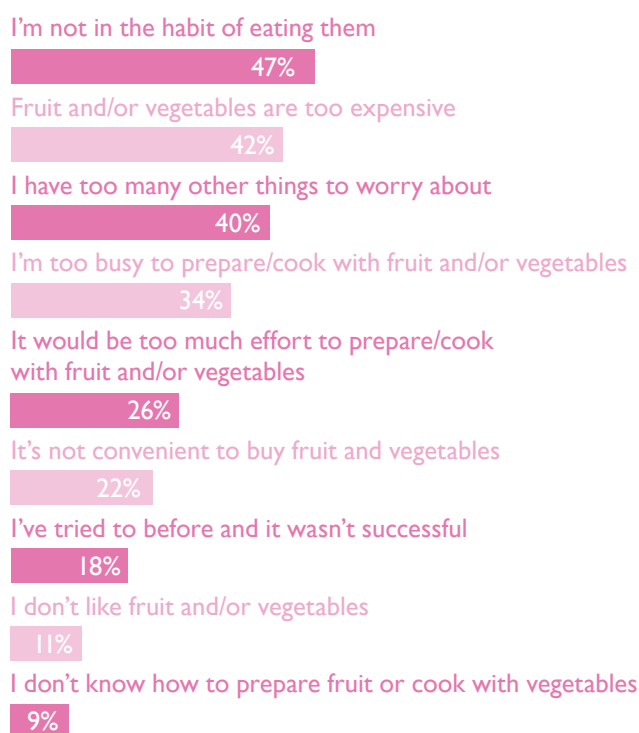 I’m not in the habit of eating them
47%
Fruit and/or vegetables are too expensive
42%
I have too many other things to worry about
40%
I’m too busy to prepare/cook with fruit and/or vegetables
34%
It would be too much effort to prepare/cook
with fruit and/or vegetables
26%
It’s not convenient to buy fruit and vegetables
22%
I’ve tried to before and it wasn’t successful
18%
I don’t like fruit and/or vegetables
11%
I don’t know how to prepare fruit or cook with vegetables
9%